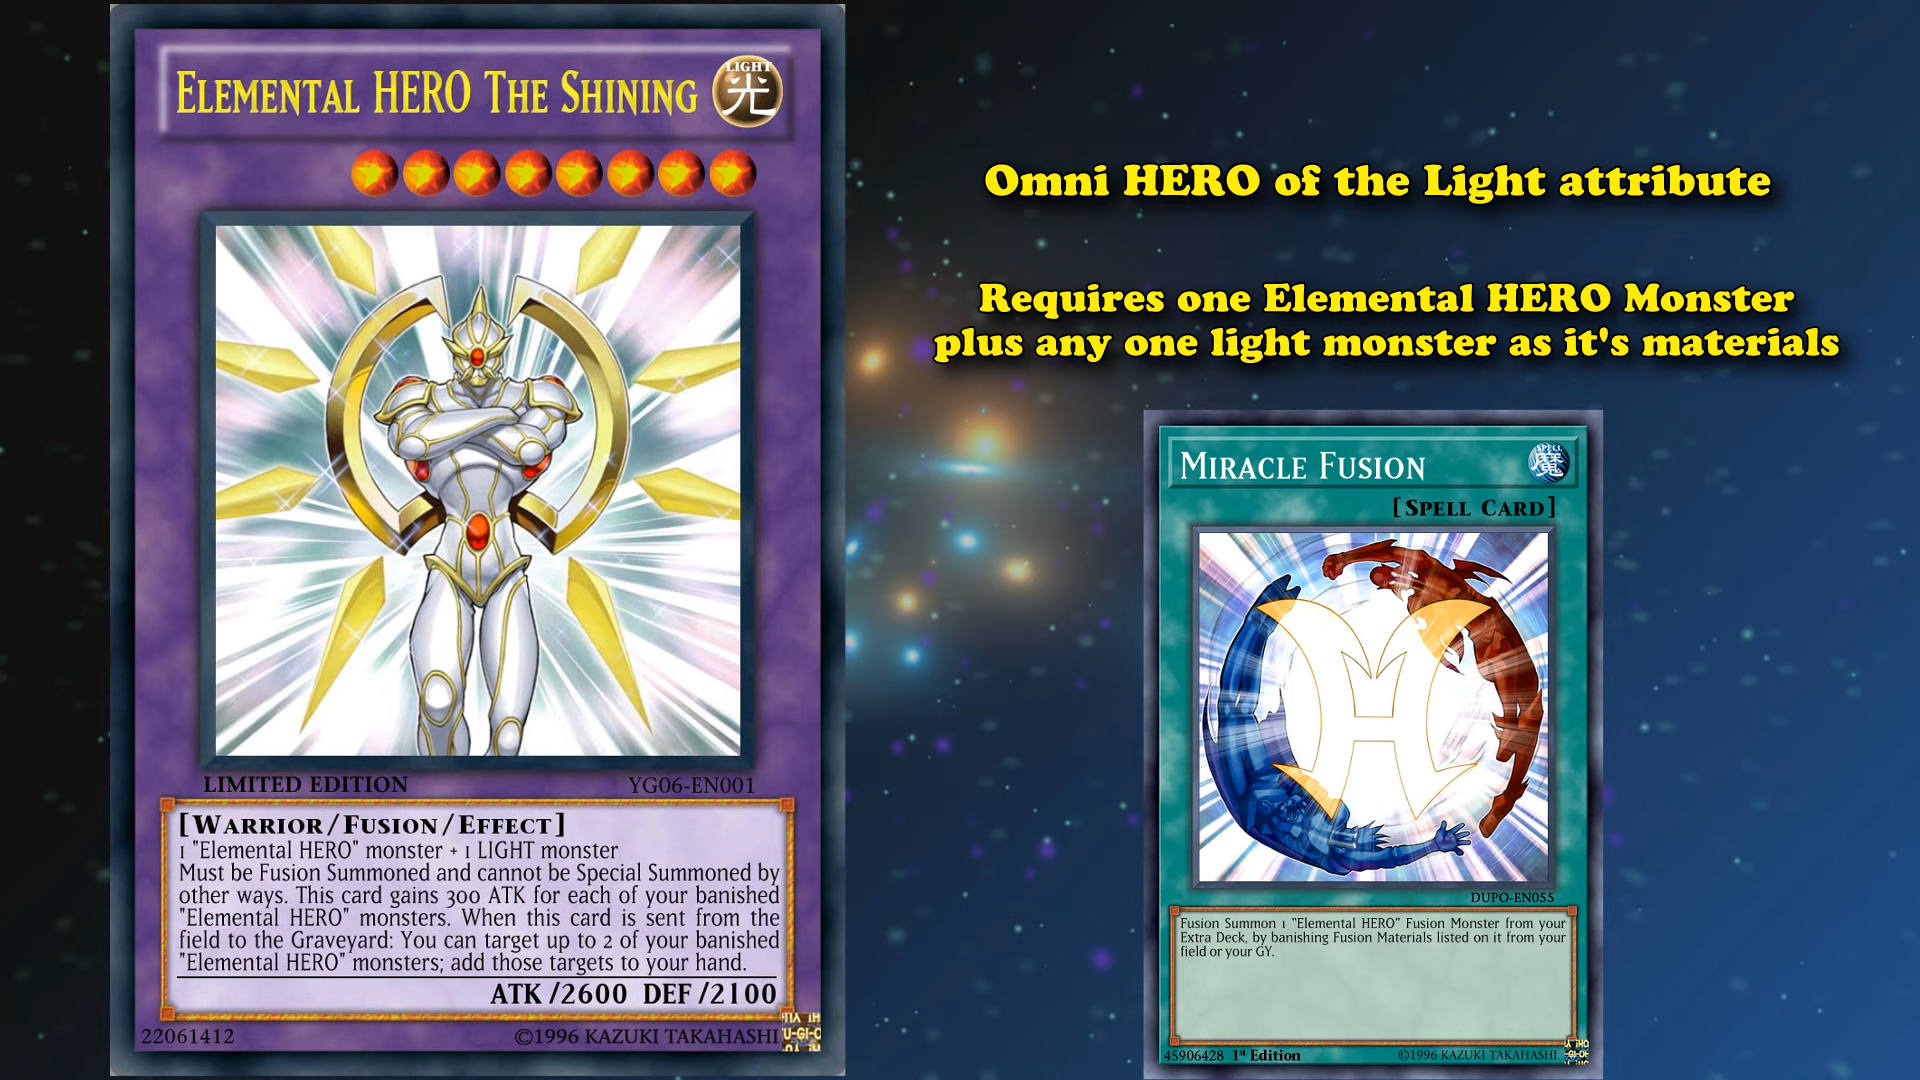 ELEMENTAL HERO THE SHINING
LIGHT
光
LIMITED EDITION
YG06-EN001
[WARRIOR/FUSION/EFFECT]
1 "Elemental HERO" monster + 1 LIGHT monster
Must be Fusion Summoned and cannot be Special Summoned by
other ways. This card gains 300 ATK for each of your banished
"Elemental HERO" monsters. When this card is sent from the
field to the Graveyard: You can target up to 2 of your banished
"Elemental HERO" monsters; add those targets to your hand.
ATK/2600 DEF/2100
22061412
©1996 KAZUKI TAKAHASHI
Omni HERO of the Light attribute
Requires one Elemental HERO Monster
plus any one light monster as it's materials
MIRACLE FUSION
SPELL
魔
[SPELL CARD]
DUPO-EN055
Fusion Summon 1 "Elemental HERO" Fusion Monster from your
Extra Deck, by banishing Fusion Materials listed on it from your
field or your GY.
45906428 1st Edition
©1996 KAZUKI TAKAHASHI